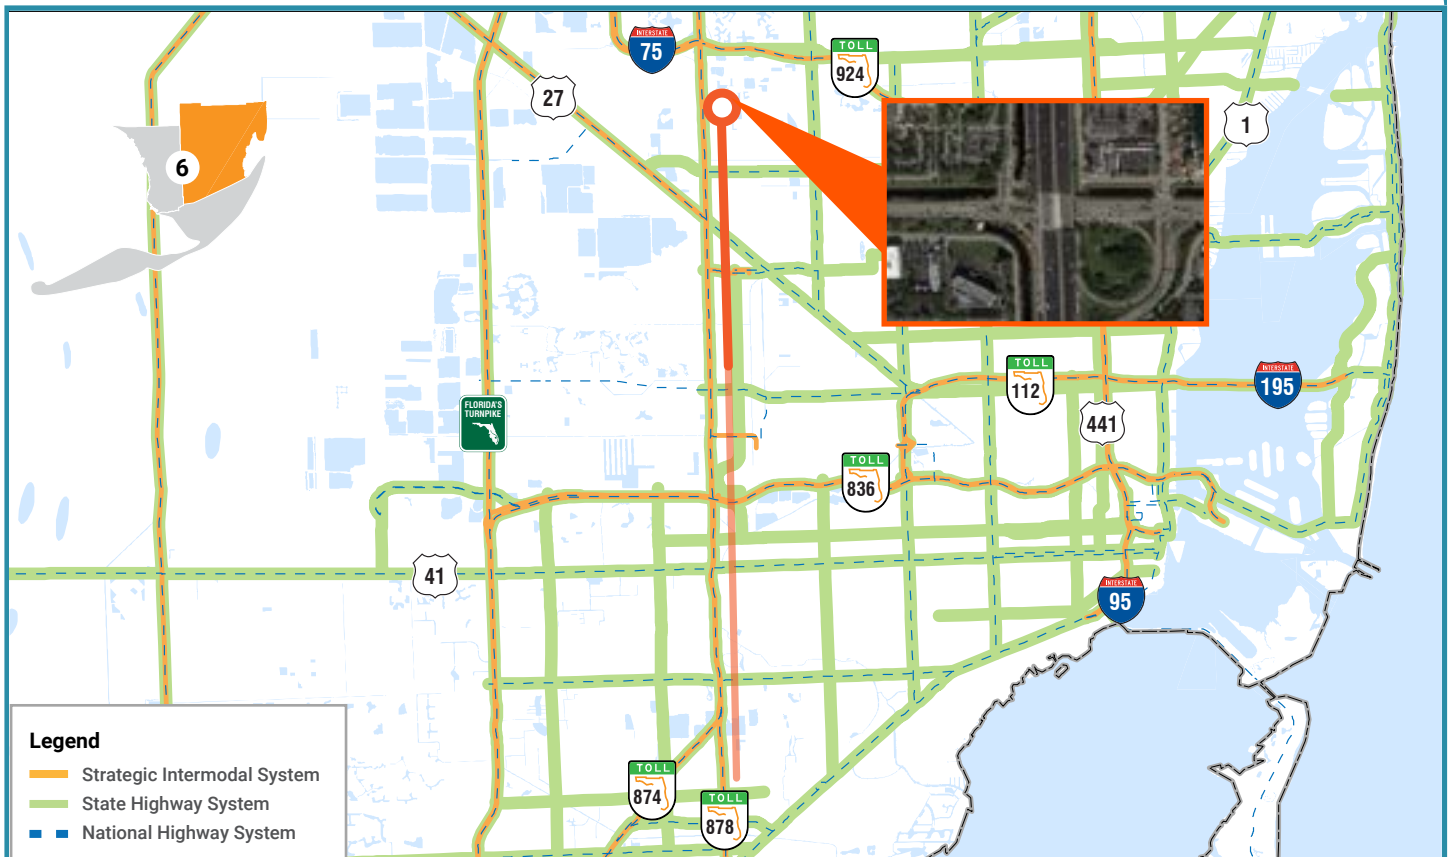 INTERSTATE
75
TOLL
924
27
1
6
TOLL
112
INTERSTATE
195
FLORIDA'S
TURNPIKE
441
TOLL
836
41
INTERSTATE
95
Legend
Strategic Intermodal System
State Highway System
National Highway System
TOLL
874
TOLL
878